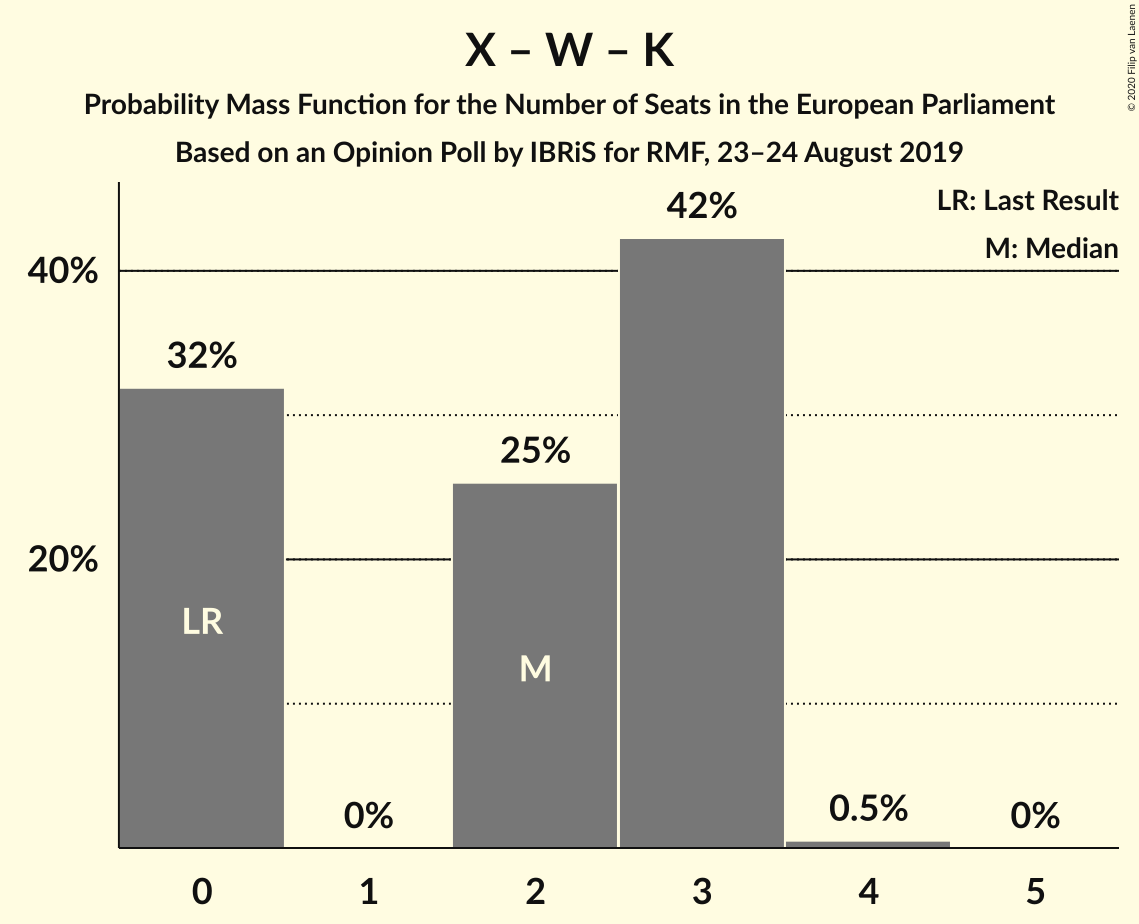 X – W – K
Probability Mass Function for the Number of Seats in the European Parliament
Based on an Opinion Poll by IBRiS for RMF, 23–24 August 2019
© 2020 Filip van Laenen
LR: Last Result
M: Median
42%
40%
32%
25%
20%
LR
M
0%
0.5%
0%
0 1 2 3 4 5